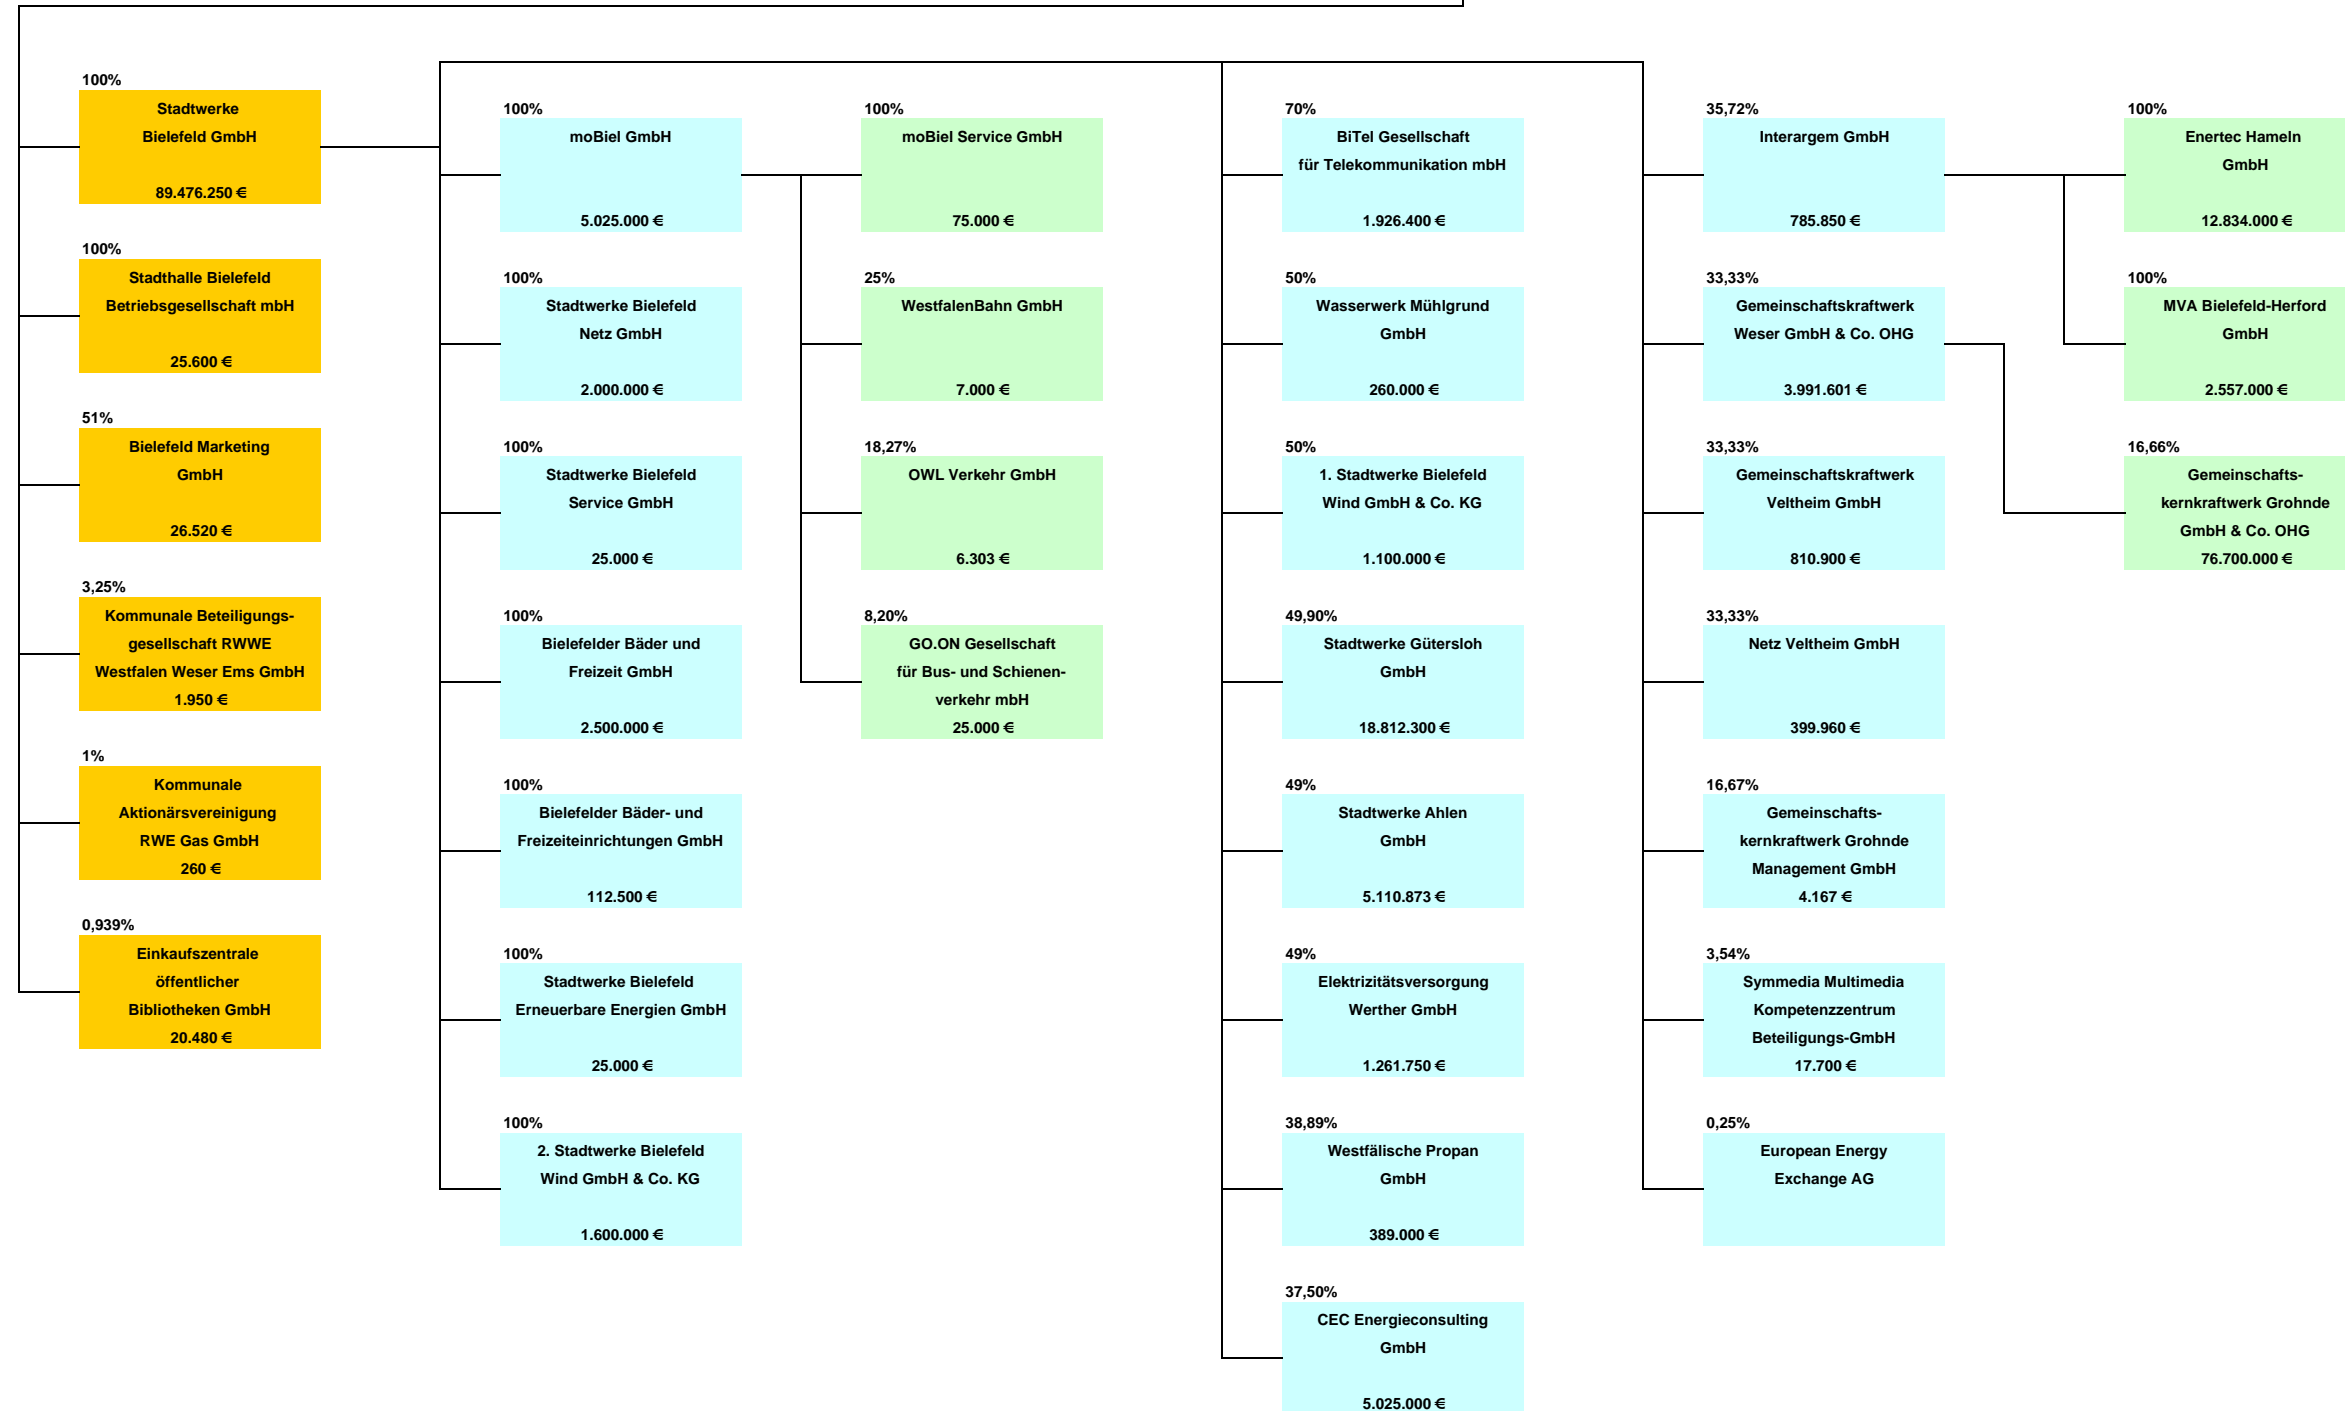 100%
Stadtwerke
Bielefeld GmbH
89.476.250 €
100%
Stadthalle Bielefeld
Betriebsgesellschaft mbH
25.600 €
51%
Bielefeld Marketing
GmbH
26.520 €
3,25%
Kommunale Beteiligungs-
gesellschaft RWWE
Westfalen Weser Ems GmbH
1.950 €
1%
Kommunale
Aktionärsvereinigung
RWE Gas GmbH
260 €
0,939%
Einkaufszentrale
öffentlicher
Bibliotheken GmbH
20.480 €
100%
moBiel GmbH
5.025.000 €
100%
Stadtwerke Bielefeld
Netz GmbH
2.000.000 €
100%
Stadtwerke Bielefeld
Service GmbH
25.000 €
100%
Bielefelder Bäder und
Freizeit GmbH
2.500.000 €
100%
Bielefelder Bäder- und
Freizeiteinrichtungen GmbH
112.500 €
100%
Stadtwerke Bielefeld
Erneuerbare Energien GmbH
25.000 €
100%
2. Stadtwerke Bielefeld
Wind GmbH & Co. KG
1.600.000 €
100%
moBiel Service GmbH
75.000 €
25%
WestfalenBahn GmbH
7.000 €
18,27%
OWL Verkehr GmbH
6.303 €
8,20%
GO.ON Gesellschaft
für Bus- und Schienen-
verkehr mbH
25.000 €
70%
BiTel Gesellschaft
für Telekommunikation mbH
1.926.400 €
50%
Wasserwerk Mühlgrund
GmbH
260.000 €
50%
1. Stadtwerke Bielefeld
Wind GmbH & Co. KG
1.100.000 €
49,90%
Stadtwerke Gütersloh
GmbH
18.812.300 €
49%
Stadtwerke Ahlen
GmbH
5.110.873 €
49%
Elektrizitätsversorgung
Werther GmbH
1.261.750 €
38,89%
Westfälische Propan
GmbH
389.000 €
37,50%
CEC Energieconsulting
GmbH
5.025.000 €
35,72%
Interargem GmbH
785.850 €
33,33%
Gemeinschaftskraftwerk
Weser GmbH & Co. OHG
3.991.601 €
33,33%
Gemeinschaftskraftwerk
Veltheim GmbH
810.900 €
33,33%
Netz Veltheim GmbH
399.960 €
16,67%
Gemeinschafts-
kernkraftwerk Grohnde
Management GmbH
4.167 €
3,54%
Symmedia Multimedia
Kompetenzzentrum
Beteiligungs-GmbH
17.700 €
0,25%
European Energy
Exchange AG
100%
Enertec Hameln
GmbH
12.834.000 €
100%
MVA Bielefeld-Herford
GmbH
2.557.000 €
16,66%
Gemeinschafts-
kernkraftwerk Grohnde
GmbH & Co. OHG
76.700.000 €